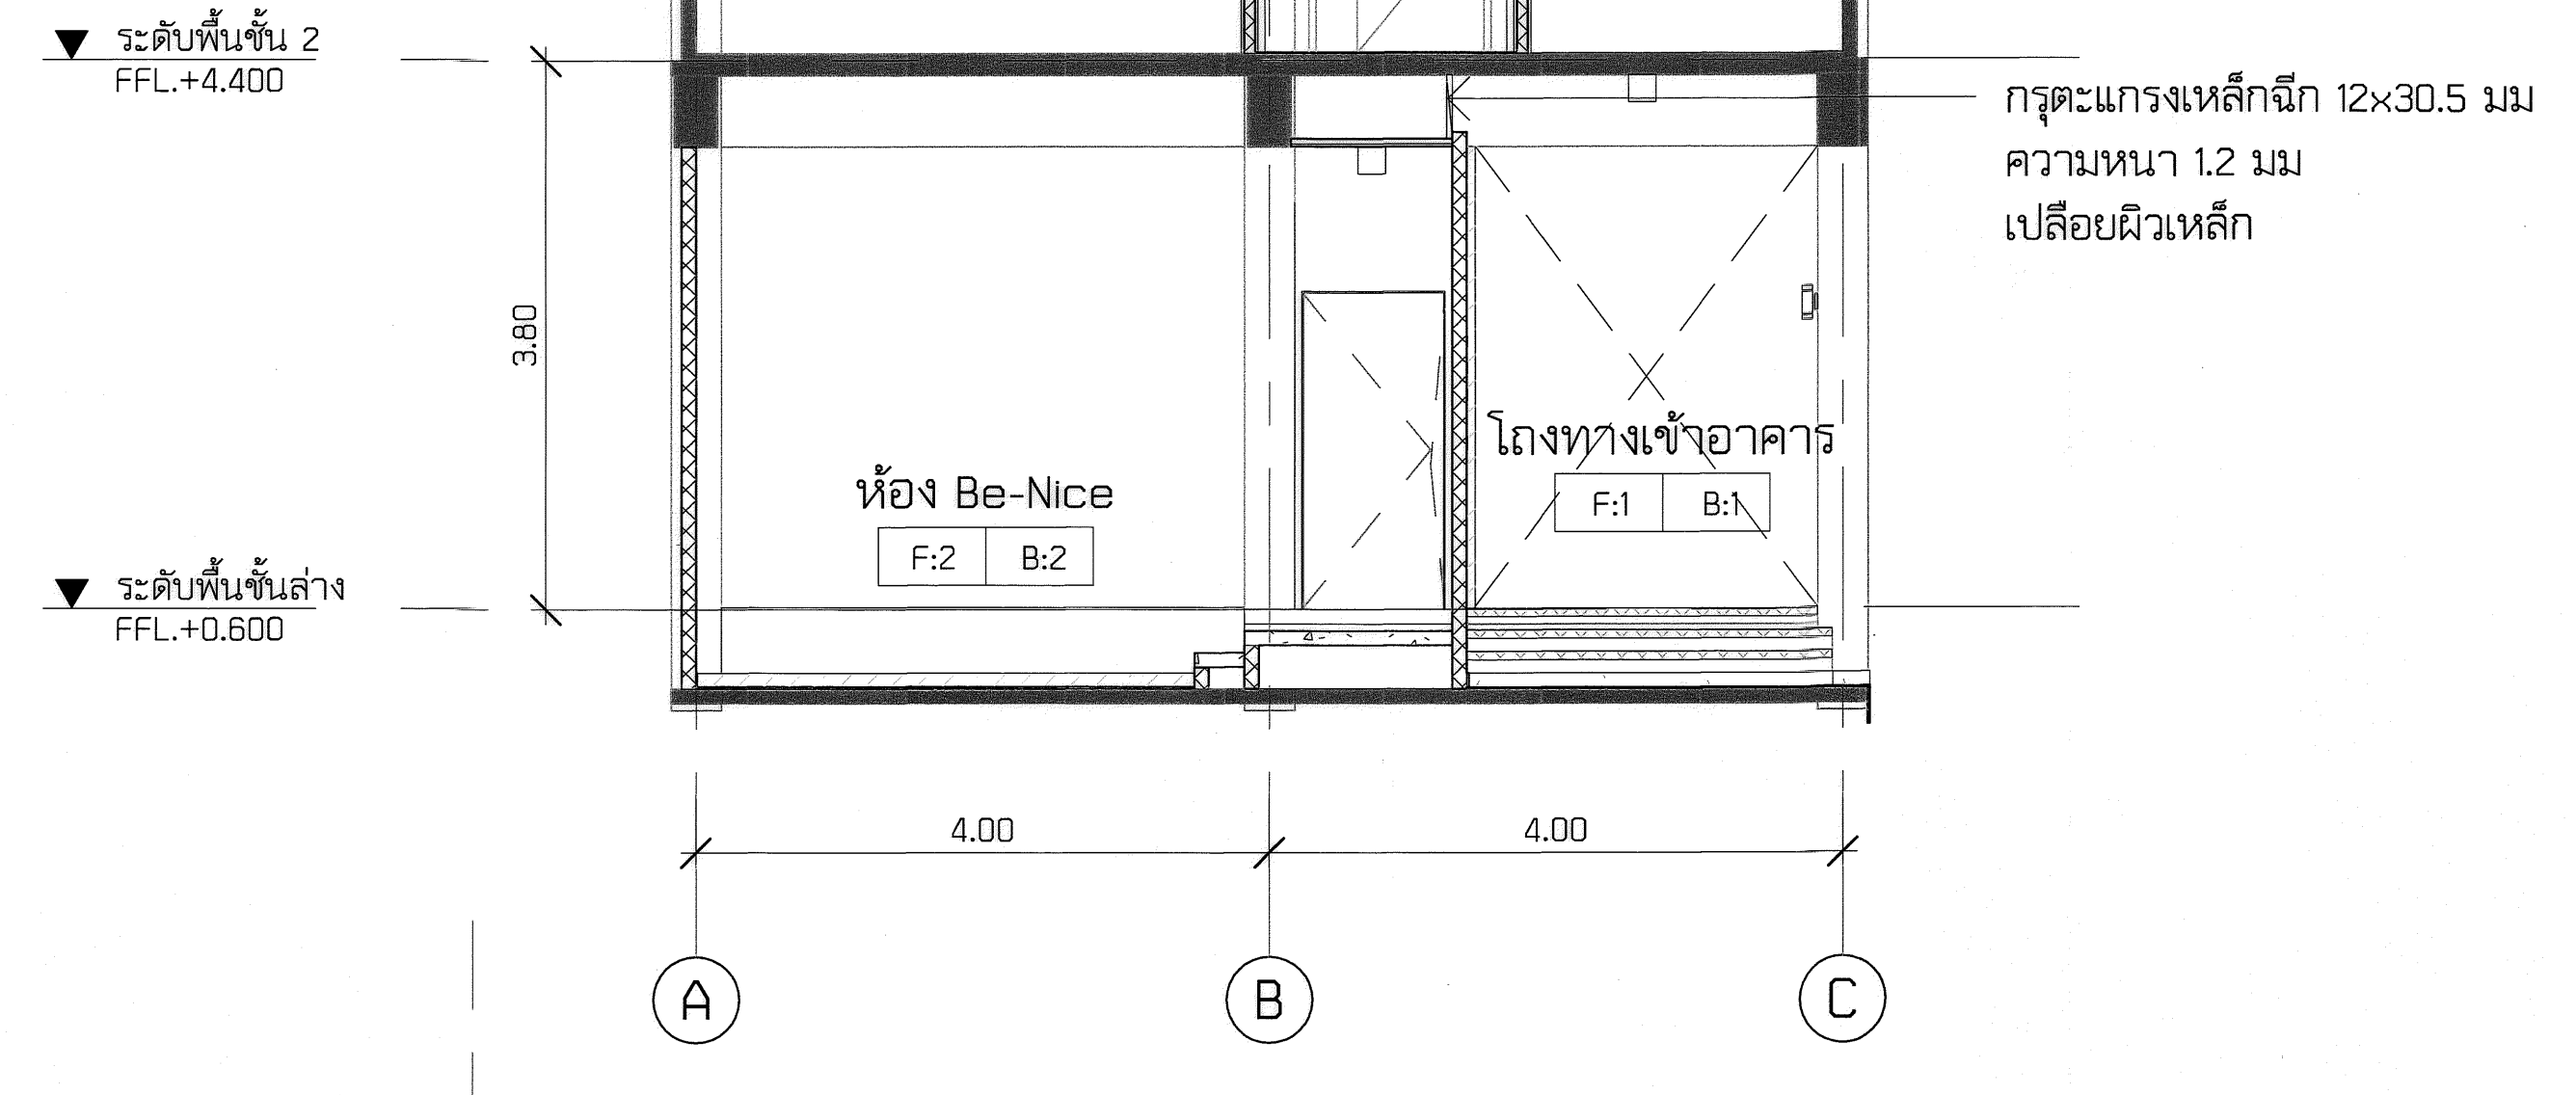 ระดับพื้นชั้น 2
FFL.+4.400
กรุตะแกรงเหล็กฉีก 12x30.5 มม
ความหนา 1.2 มม
เปลือยผิวเหล็ก
3.80
โถงทางเข้าอาคาร
F:1 B:1
ห้อง Be-Nice
F:2 B:2
ระดับพื้นชั้นล่าง
FFL.+0.600
4.00 4.00
A B C